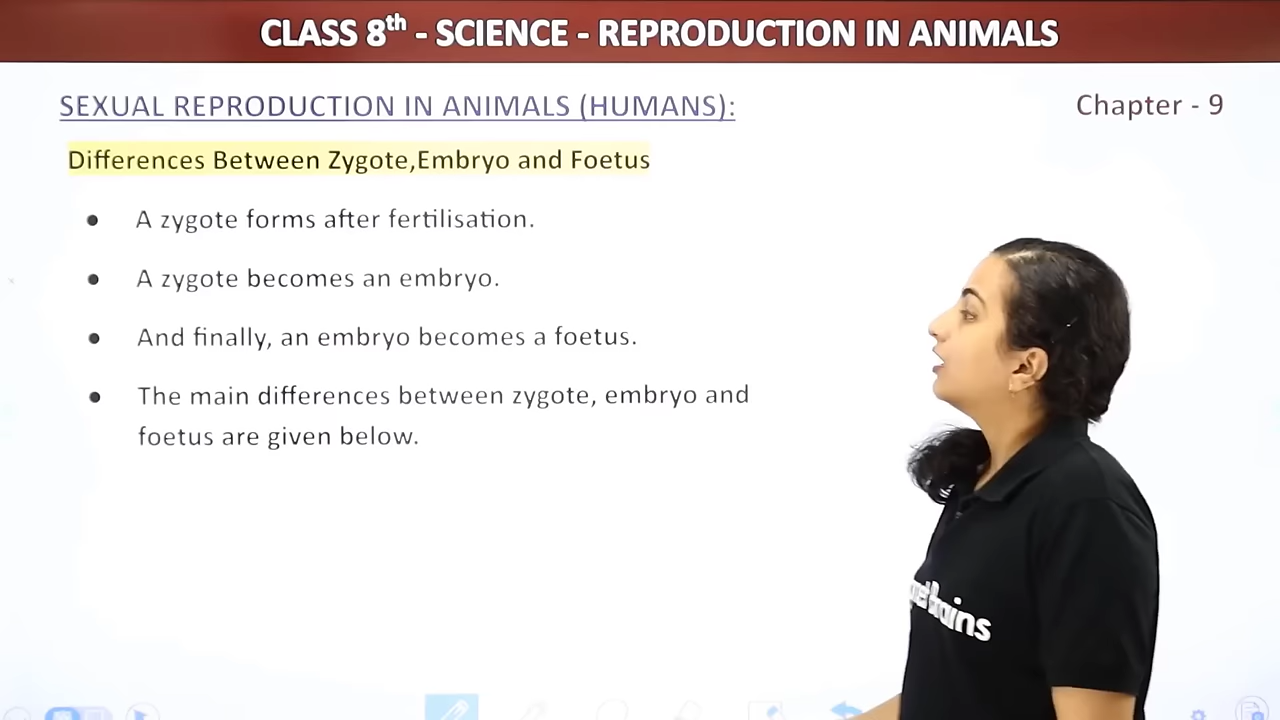 CLASS 8th - SCIENCE - REPRODUCTION IN ANIMALS
SEXUAL REPRODUCTION IN ANIMALS (HUMANS):
Chapter - 9
Differences Between Zygote,Embryo and Foetus
● A zygote forms after fertilisation.
● A zygote becomes an embryo.
● And finally, an embryo becomes a foetus.
● The main differences between zygote, embryo and
foetus are given below.